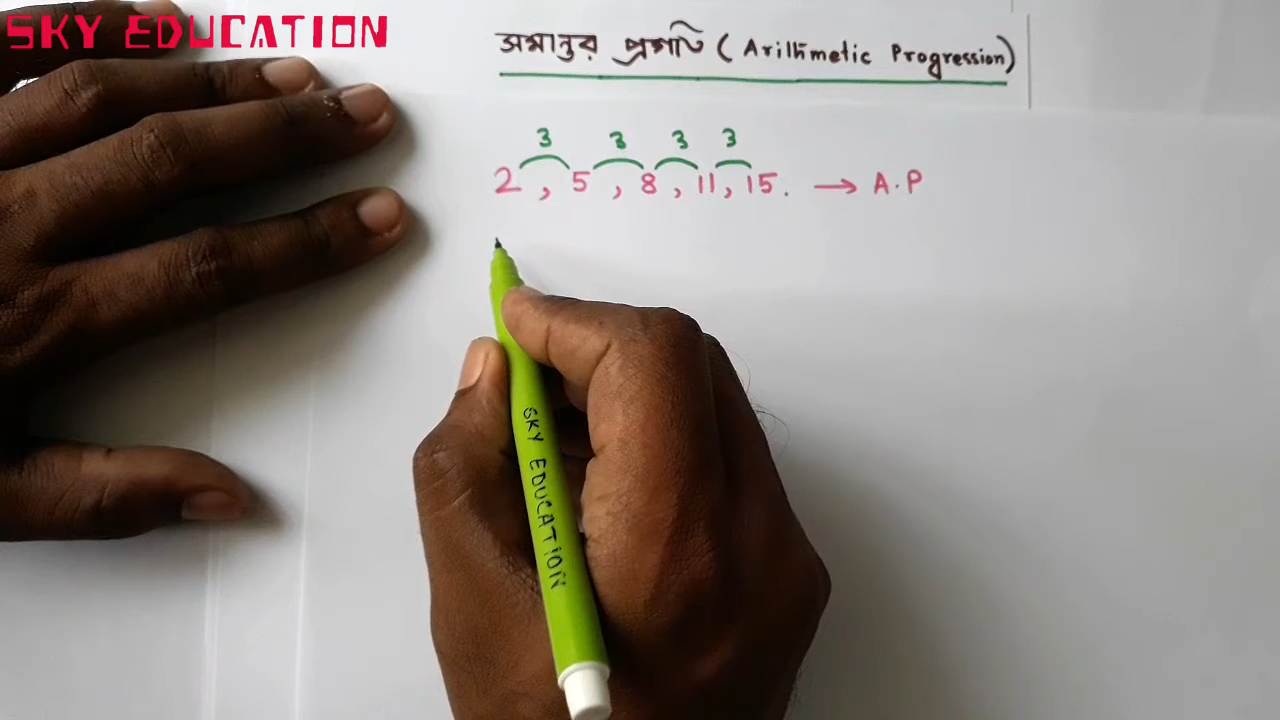 SKY EDUCATION
সমান্তর প্রগতি ( Arithmetic Progression)
3 3 3 3
2 , 5 , 8 , 11 , 15. → A.P
SKY EDUCATION